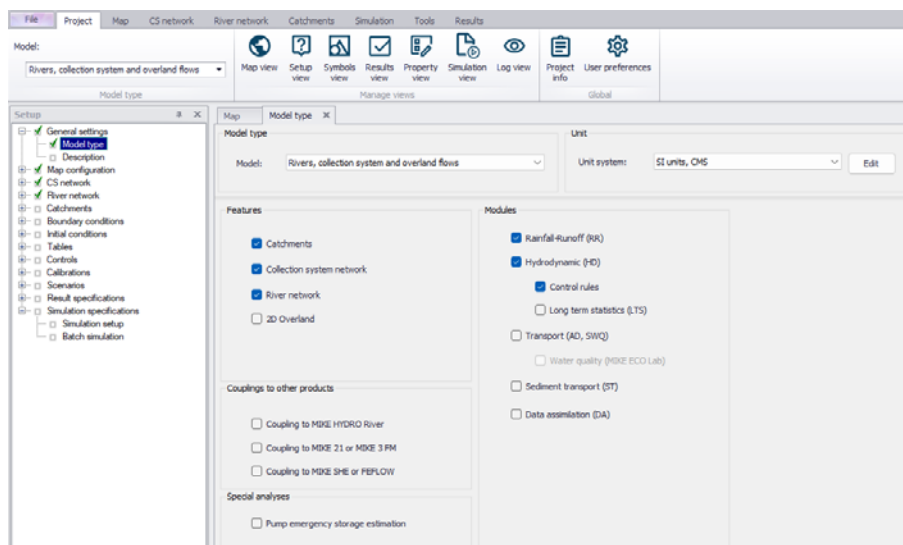 File Project Map CS network River network Catchments Simulation Tools Results
Model:
Rivers, collection system and overland flows
Model type
Map view
Setup view
Symbols view
Results view
Property view
Simulation view
Log view
Manage views
Project info
User preferences
Global
Setup
General settings
Model type
Description
Map configuration
CS network
River network
Catchments
Boundary conditions
Initial conditions
Tables
Controls
Calibrations
Scenarios
Result specifications
Simulation specifications
Simulation setup
Batch simulation
Map Model type
Model type
Model: Rivers, collection system and overland flows
Unit
Unit system: SI units, CMS Edit
Features
Catchments
Collection system network
River network
2D Overland
Couplings to other products
Coupling to MIKE HYDRO River
Coupling to MIKE 21 or MIKE 3 FM
Coupling to MIKE SHE or FEFLOW
Special analyses
Pump emergency storage estimation
Modules
Rainfall-Runoff (RR)
Hydrodynamic (HD)
Control rules
Long term statistics (LTS)
Transport (AD, SWQ)
Water quality (MIKE ECO Lab)
Sediment transport (ST)
Data assimilation (DA)